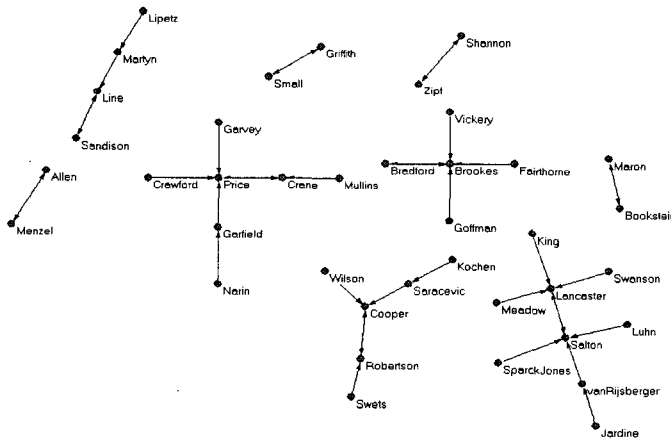 Lipetz
Martyn
Line
Sandison
Griffith
Small
Shannon
Zipf
Garvey
Crawford
Price
Crane
Mullins
Garfield
Narin
Vickery
Bradford
Brookes
Fairthorne
Goffman
Maron
Bookstein
Allen
Menzel
Wilson
Kochen
Saracevic
Cooper
Robertson
Swets
King
Swanson
Lancaster
Meadow
Luhn
Salton
SparckJones
vanRijsberger
Jardine